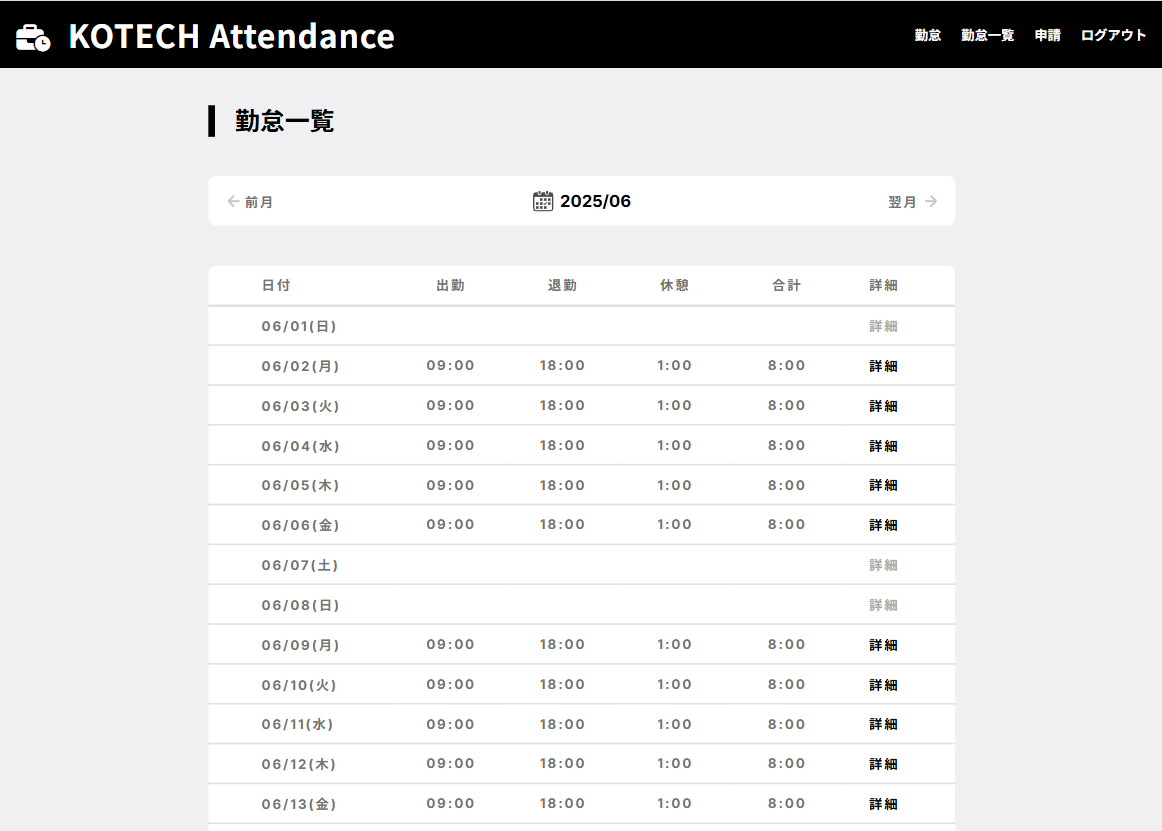 KOTECH Attendance 勤怠 勤怠一覧 申請 ログアウト
勤怠一覧
← 前月 2025/06 翌月 →
日付 出勤 退勤 休憩 合計 詳細
06/01(日) 詳細
06/02(月) 09:00 18:00 1:00 8:00 詳細
06/03(火) 09:00 18:00 1:00 8:00 詳細
06/04(水) 09:00 18:00 1:00 8:00 詳細
06/05(木) 09:00 18:00 1:00 8:00 詳細
06/06(金) 09:00 18:00 1:00 8:00 詳細
06/07(土) 詳細
06/08(日) 詳細
06/09(月) 09:00 18:00 1:00 8:00 詳細
06/10(火) 09:00 18:00 1:00 8:00 詳細
06/11(水) 09:00 18:00 1:00 8:00 詳細
06/12(木) 09:00 18:00 1:00 8:00 詳細
06/13(金) 09:00 18:00 1:00 8:00 詳細